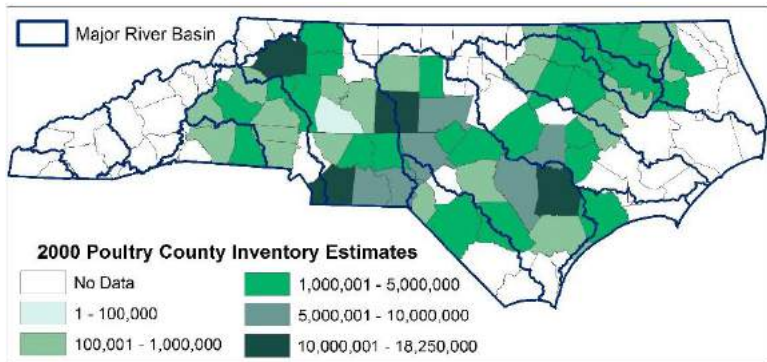 Major River Basin
2000 Poultry County Inventory Estimates
No Data
1 - 100,000
100,001 - 1,000,000
1,000,001 - 5,000,000
5,000,001 - 10,000,000
10,000,001 - 18,250,000